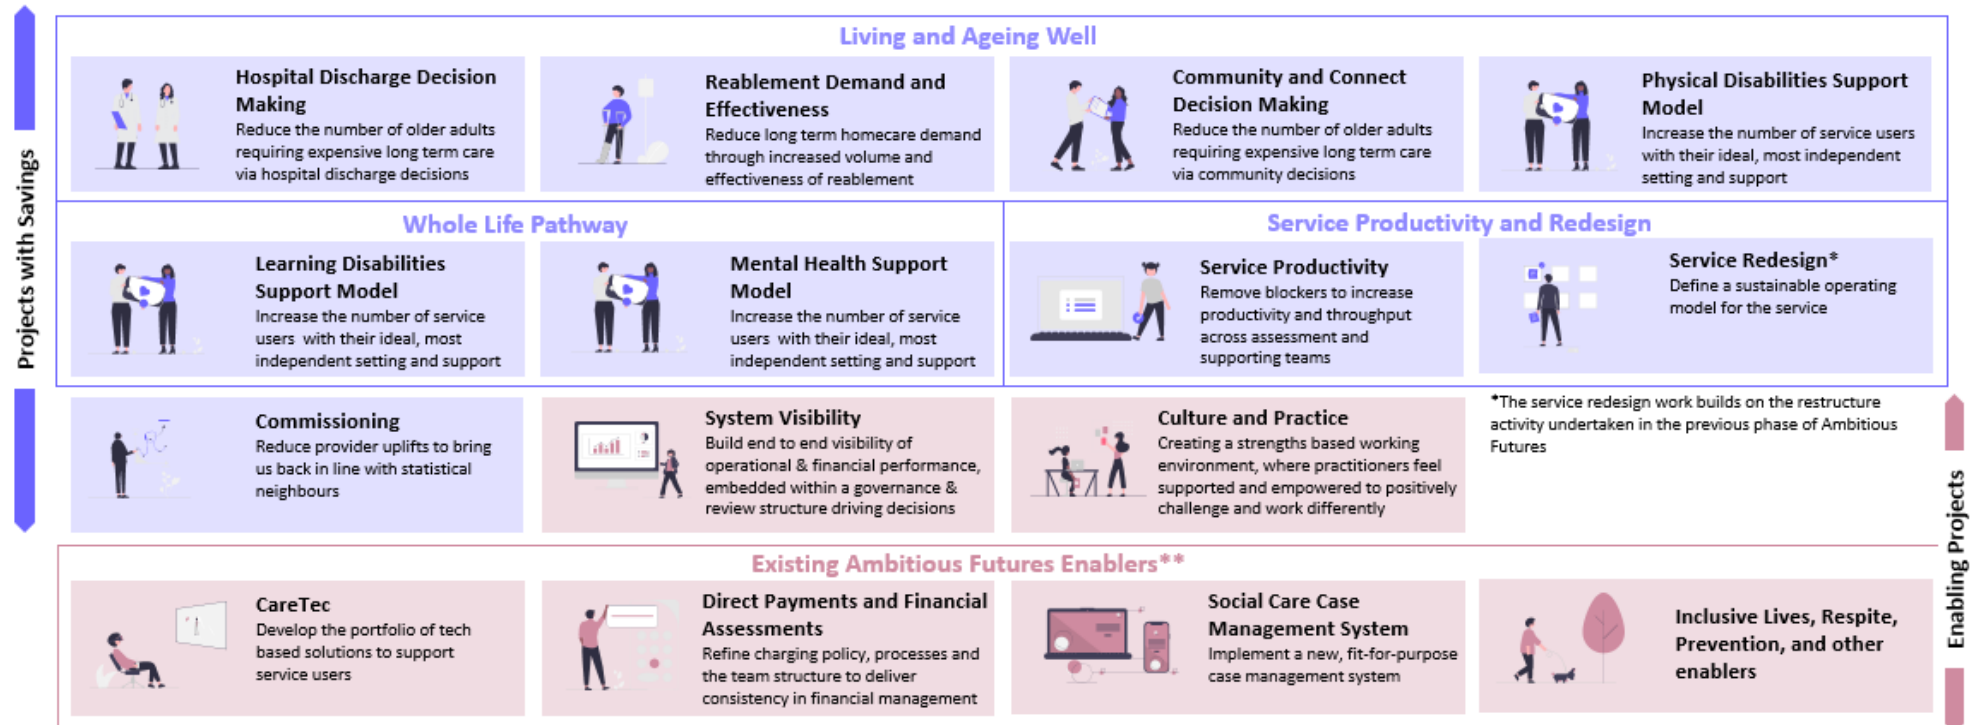 Projects with Savings
Living and Ageing Well
Hospital Discharge Decision
Making
Reduce the number of older adults
requiring expensive long term care
via hospital discharge decisions
Reablement Demand and
Effectiveness
Reduce long term homecare demand
through increased volume and
effectiveness of reablement
Community and Connect
Decision Making
Reduce the number of older adults
requiring expensive long term care
via community decisions
Physical Disabilities Support
Model
Increase the number of service users
with their ideal, most independent
setting and support
Whole Life Pathway
Learning Disabilities
Support Model
Increase the number of service
users with their ideal, most
independent setting and support
Mental Health Support
Model
Increase the number of service
users with their ideal, most
independent setting and support
Service Productivity and Redesign
Service Productivity
Remove blockers to increase
productivity and throughput
across assessment and
supporting teams
Service Redesign*
Define a sustainable operating
model for the service
Commissioning
Reduce provider uplifts to bring
us back in line with statistical
neighbours
System Visibility
Build end to end visibility of
operational & financial performance,
embedded within a governance &
review structure driving decisions
Culture and Practice
Creating a strengths based working
environment, where practitioners feel
supported and empowered to positively
challenge and work differently
*The service redesign work builds on the restructure
activity undertaken in the previous phase of Ambitious
Futures
Enabling Projects
Existing Ambitious Futures Enablers**
CareTec
Develop the portfolio of tech
based solutions to support
service users
Direct Payments and Financial
Assessments
Refine charging policy, processes and
the team structure to deliver
consistency in financial management
Social Care Case
Management System
Implement a new, fit-for-purpose
case management system
Inclusive Lives, Respite,
Prevention, and other
enablers